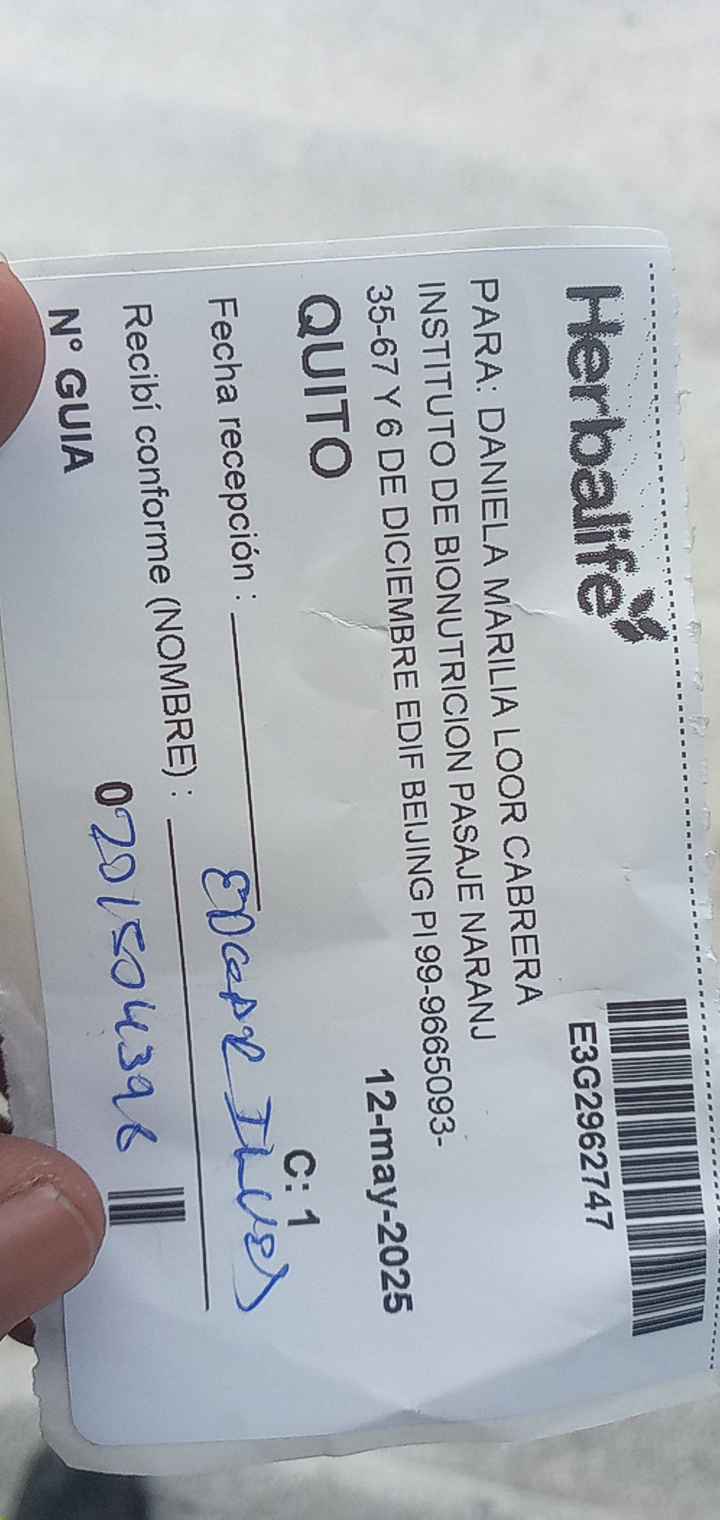 Herbalife
E3G2962747
PARA: DANIELA MARILIA LOOR CABRERA
INSTITUTO DE BIONUTRICION PASAJE NARANJ
35-67 Y 6 DE DICIEMBRE EDIF BEIJING PI 99-9665093-
QUITO
12-may-2025
C: 1
Fecha recepción :
Recibí conforme (NOMBRE) :
N° GUIA
0